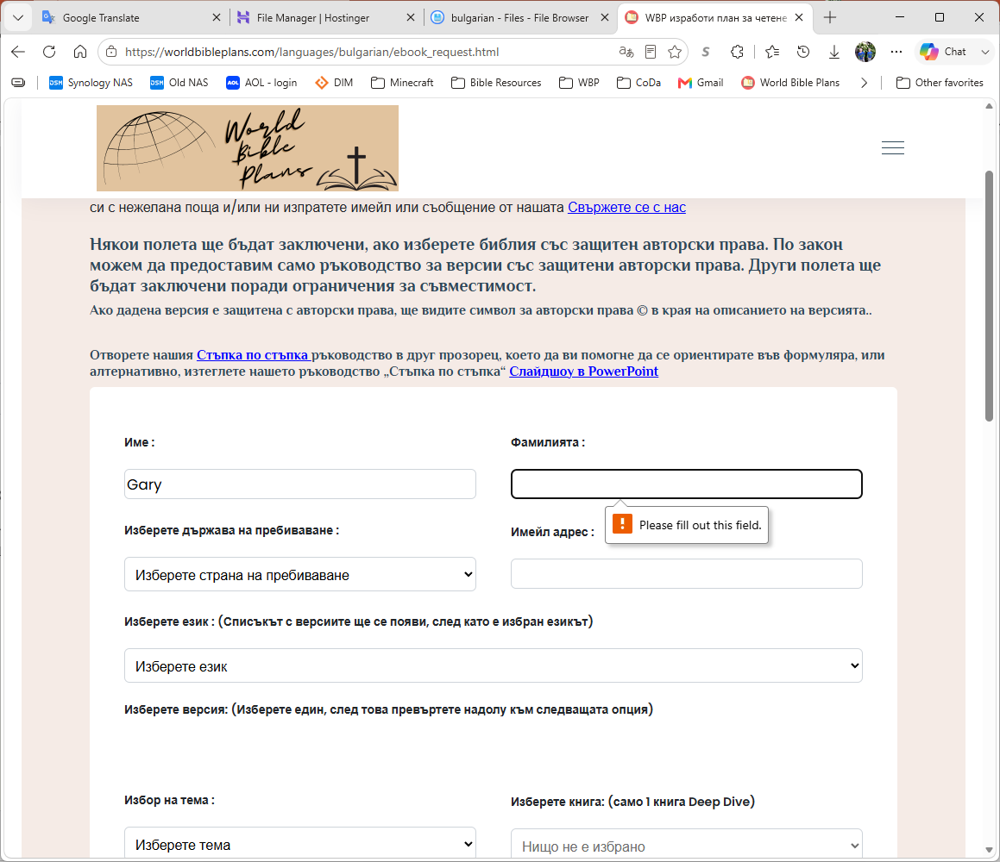 Google Translate
File Manager | Hostinger
bulgarian - Files - File Browser
WBP изработи план за четене
https://worldbibleplans.com/languages/bulgarian/ebook_request.html
Chat
Synology NAS
Old NAS
AOL - login
DIM
Minecraft
Bible Resources
WBP
CoDa
Gmail
World Bible Plans
Other favorites
World
Bible
Plans
си с нежелана поща и/или ни изпратете имейл или съобщение от нашата Свържете се с нас
Някои полета ще бъдат заключени, ако изберете библия със защитен авторски права. По закон
можем да предоставим само ръководство за версии със защитени авторски права. Други полета ще
бъдат заключени поради ограничения за съвместимост.
Ако дадена версия е защитена с авторски права, ще видите символ за авторски права © в края на описанието на версията..
Отворете нашия Стъпка по стъпка ръководство в друг прозорец, което да ви помогне да се ориентирате във формуляра, или
алтернативно, изтеглете нашето ръководство „Стъпка по стъпка“ Слайдшоу в PowerPoint
Име :
Фамилията :
Gary
Please fill out this field.
Изберете държава на пребиваване :
Имейл адрес :
Изберете страна на пребиваване
Изберете език : (Списъкът с версиите ще се появи, след като е избран езикът)
Изберете език
Изберете версия: (Изберете един, след това превъртете надолу към следващата опция)
Избор на тема :
Изберете книга: (само 1 книга Deep Dive)
Изберете тема
Нищо не е избрано